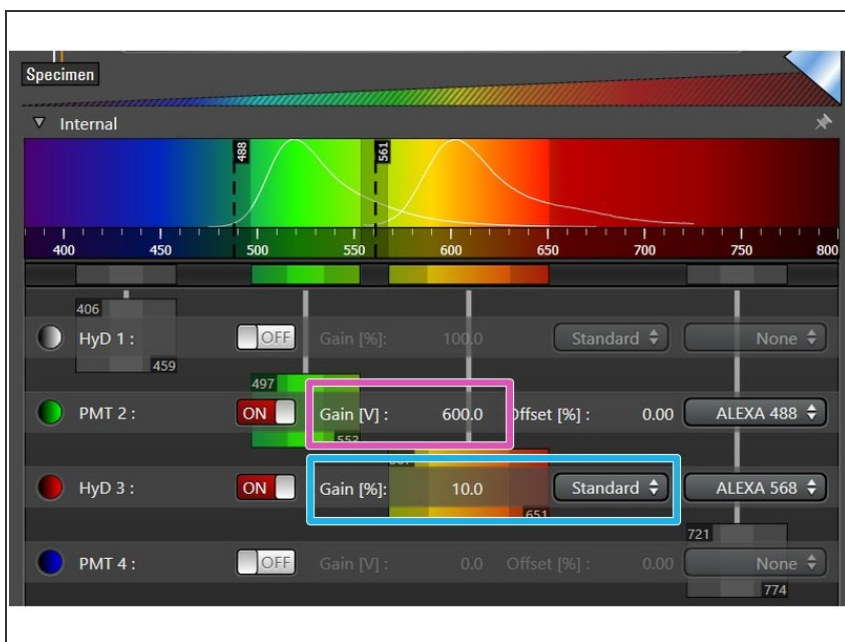 Specimen
Internal
488 561
400 450 500 550 600 650 700 750 800
406
HyD 1 : OFF Gain [%]: 100.0 Standard None
459
497
PMT 2 : ON Gain [V] : 600.0 Offset [%] : 0.00 ALEXA 488
553
HyD 3 : ON Gain [%]: 10.0 Standard ALEXA 568
651
721
PMT 4 : OFF Gain [V] : 0.0 Offset [%] : 0.00 None
774